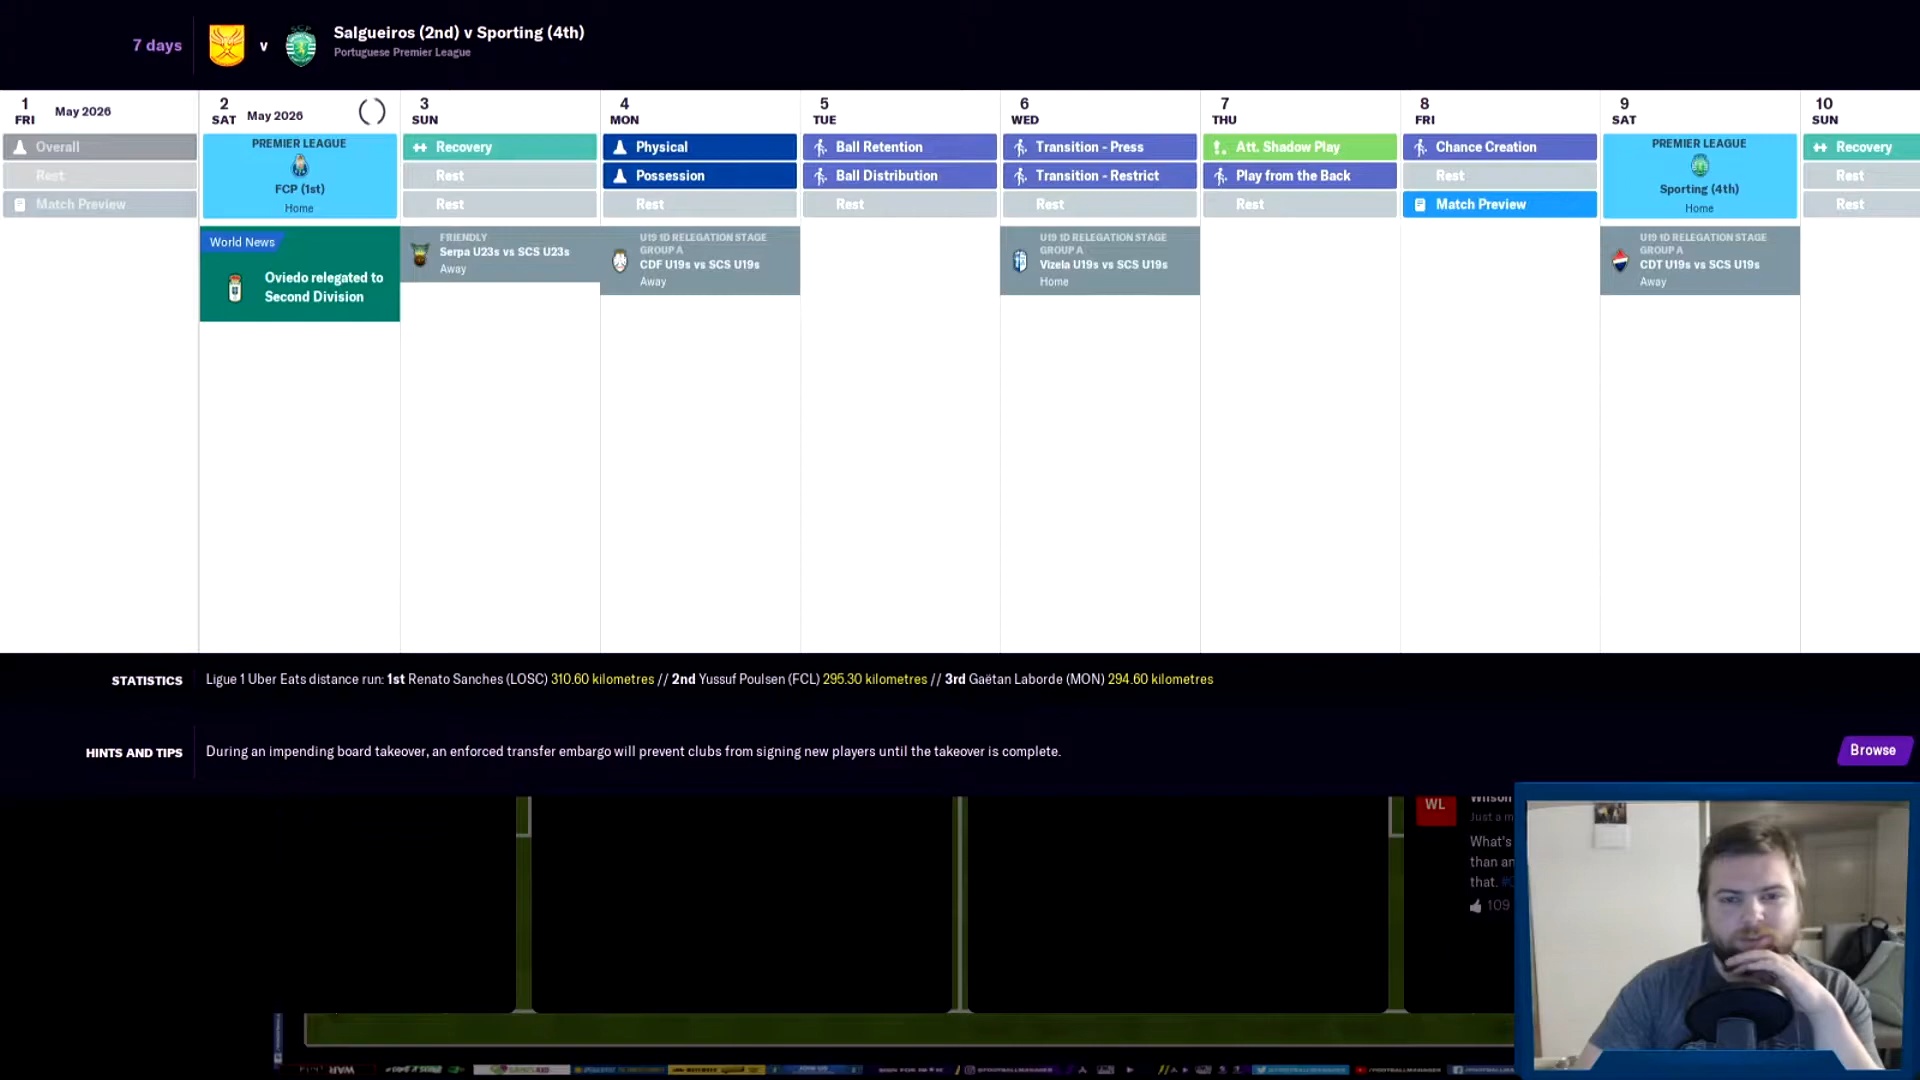 7 days
v
Salgueiros (2nd) v Sporting (4th)
Portuguese Premier League
1
FRI
May 2026
Overall
Rest
Match Preview
2
SAT
May 2026
PREMIER LEAGUE
FCP (1st)
Home
World News
Oviedo relegated to
Second Division
3
SUN
Recovery
Rest
Rest
FRIENDLY
Serpa U23s vs SCS U23s
Away
4
MON
Physical
Possession
Rest
U19 1D RELEGATION STAGE
GROUP A
CDF U19s vs SCS U19s
Away
5
TUE
Ball Retention
Ball Distribution
Rest
6
WED
Transition - Press
Transition - Restrict
Rest
U19 1D RELEGATION STAGE
GROUP A
Vizela U19s vs SCS U19s
Home
7
THU
Att. Shadow Play
Play from the Back
Rest
8
FRI
Chance Creation
Rest
Match Preview
9
SAT
PREMIER LEAGUE
Sporting (4th)
Home
U19 1D RELEGATION STAGE
GROUP A
CDT U19s vs SCS U19s
Away
10
SUN
Recovery
Rest
Rest
STATISTICS
Ligue 1 Uber Eats distance run: 1st Renato Sanches (LOSC) 310.60 kilometres // 2nd Yussuf Poulsen (FCL) 295.30 kilometres // 3rd Gaëtan Laborde (MON) 294.60 kilometres
HINTS AND TIPS
During an impending board takeover, an enforced transfer embargo will prevent clubs from signing new players until the takeover is complete.
Browse
WL
Wilson
Just a m
What's
than an
that.
109